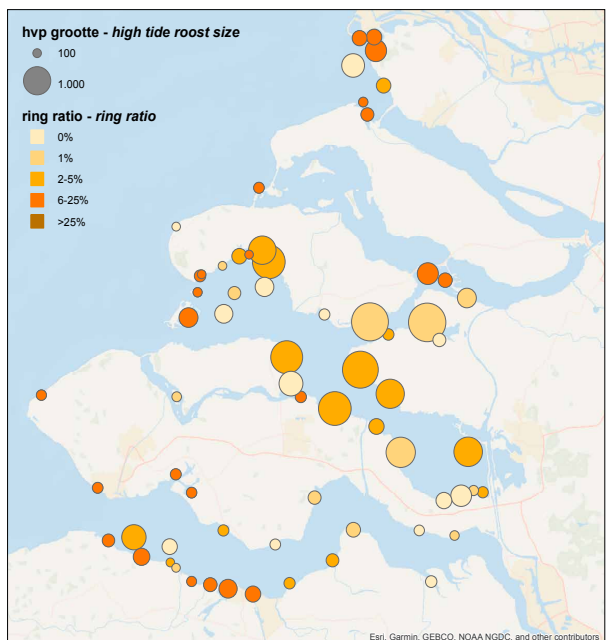 hvp grootte - high tide roost size
100
1.000
ring ratio - ring ratio
0%
1%
2-5%
6-25%
>25%
Esri, Garmin, GEBCO, NOAA NGDC, and other contributors